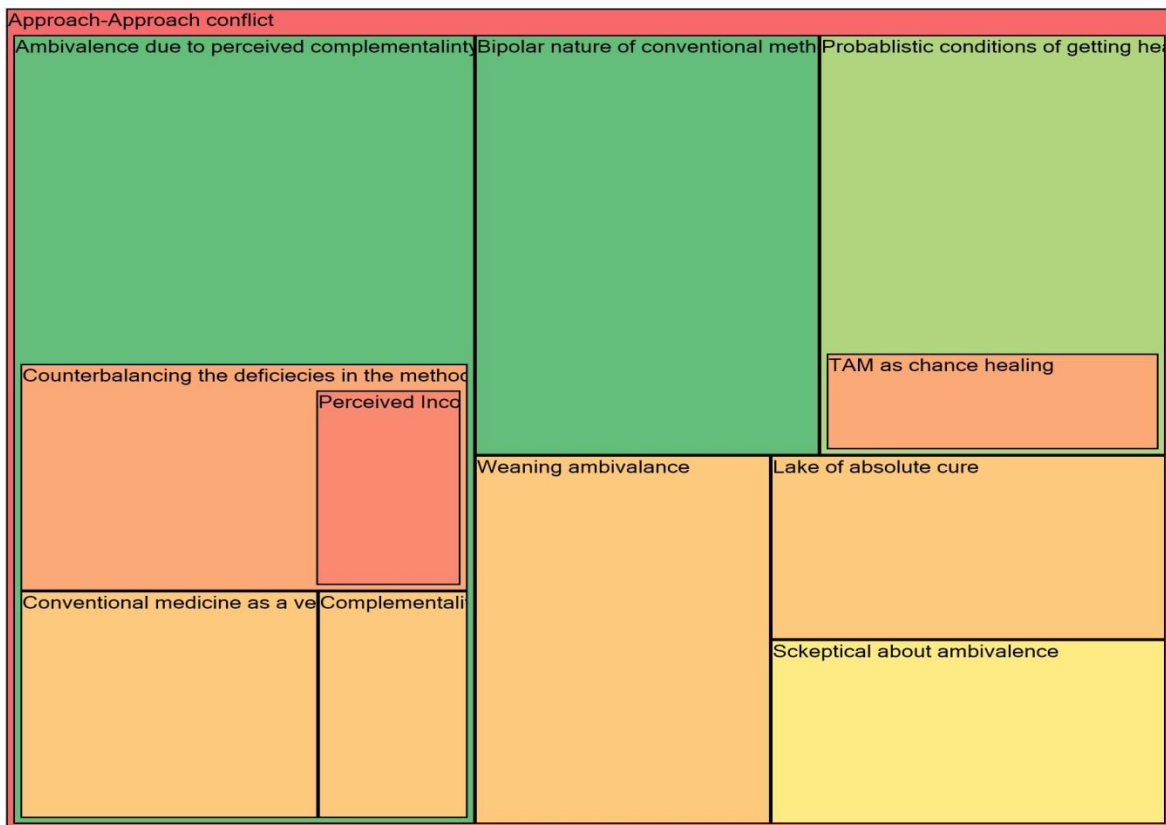 Approach-Approach conflict
Ambivalence due to perceived complementalinty
Bipolar nature of conventional meth
Probablistic conditions of getting hea
Counterbalancing the deficiecies in the method
Perceived Inco
TAM as chance healing
Weaning ambivalance
Lake of absolute cure
Conventional medicine as a ve
Complementali
Sckeptical about ambivalence